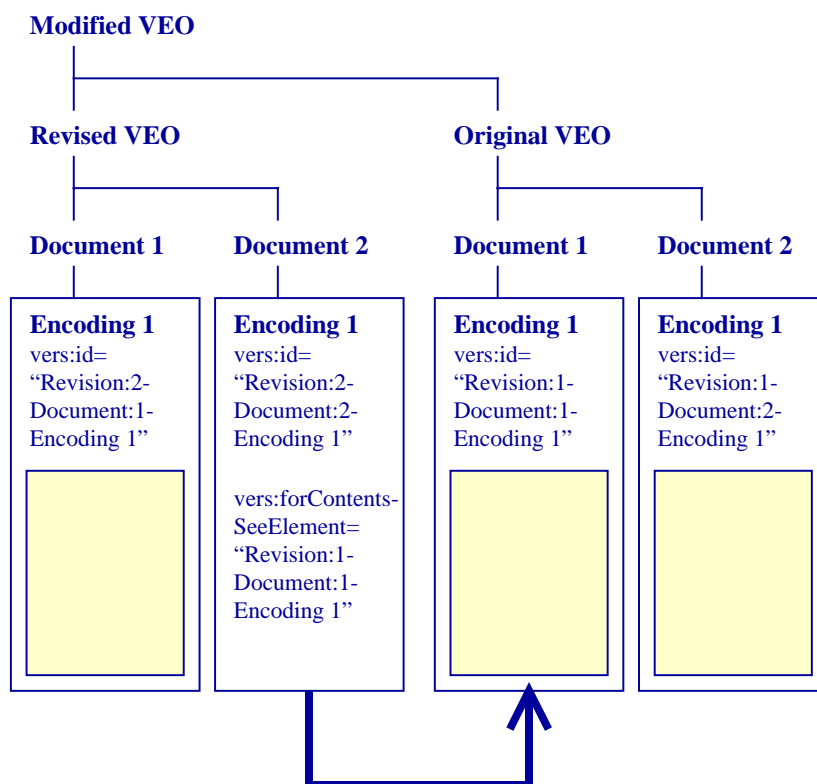 Modified VEO
Revised VEO
Original VEO
Document 1
Document 2
Document 1
Document 2
Encoding 1
vers:id=
“Revision:2-
Document:1-
Encoding 1”
Encoding 1
vers:id=
“Revision:2-
Document:2-
Encoding 1”
vers:forContents-
SeeElement=
“Revision:1-
Document:1-
Encoding 1”
Encoding 1
vers:id=
“Revision:1-
Document:1-
Encoding 1”
Encoding 1
vers:id=
“Revision:1-
Document:2-
Encoding 1”